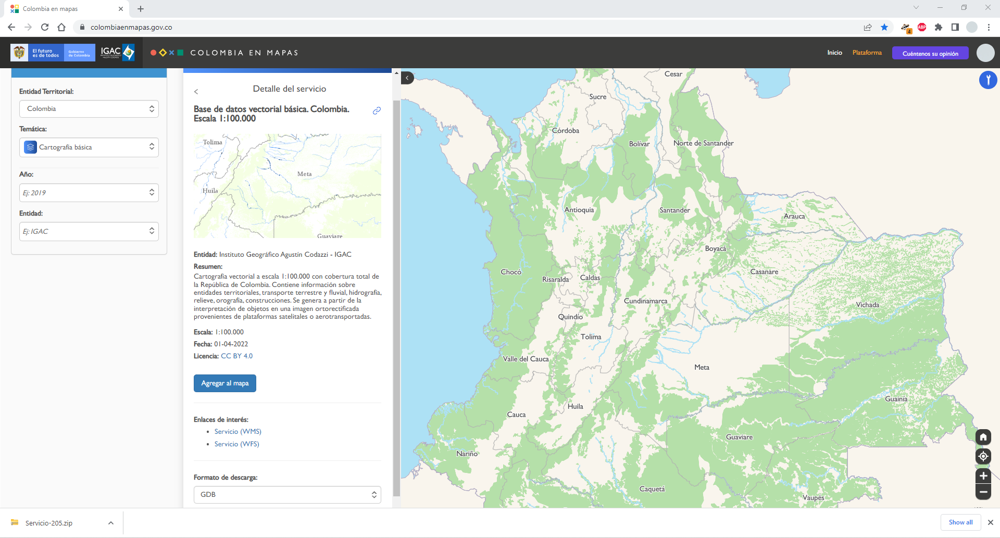 Colombia en mapas
colombiaenmapas.gov.co
4
ABP
El futuro
es de todos
Gobierno
de Colombia
IGAC
COLOMBIA EN MAPAS
Inicio
Plataforma
Cuéntenos su opinión
Entidad Territorial:
Colombia
Temática:
Cartografía básica
Año:
Ej: 2019
Entidad:
Ej: IGAC
Detalle del servicio
Base de datos vectorial básica. Colombia.
Escala 1:100.000
Tolima
Meta
Huila
Guaviare
Entidad: Instituto Geográfico Agustín Codazzi - IGAC
Resumen:
Cartografía vectorial a escala 1:100.000 con cobertura total de
la República de Colombia. Contiene información sobre
entidades territoriales, transporte terrestre y fluvial, hidrografía,
relieve, orografía, construcciones. Se genera a partir de la
interpretación de objetos en una imagen ortorectificada
provenientes de plataformas satelitales o aerotransportadas.
Escala: 1:100.000
Fecha: 01-04-2022
Licencia: CC BY 4.0
Agregar al mapa
Enlaces de interés:
Servicio (WMS)
Servicio (WFS)
Formato de descarga:
GDB
Cesar
Sucre
Córdoba
Bolívar
Norte de Santander
Antioquia
Santander
Arauca
Boyacá
Chocó
Risaralda
Caldas
Casanare
Cundinamarca
Vichada
Quindío
Tolima
Valle del Cauca
Meta
Guainía
Huila
Cauca
Guaviare
Nariño
Caquetá
Vaupés
Servicio-205.zip
Show all